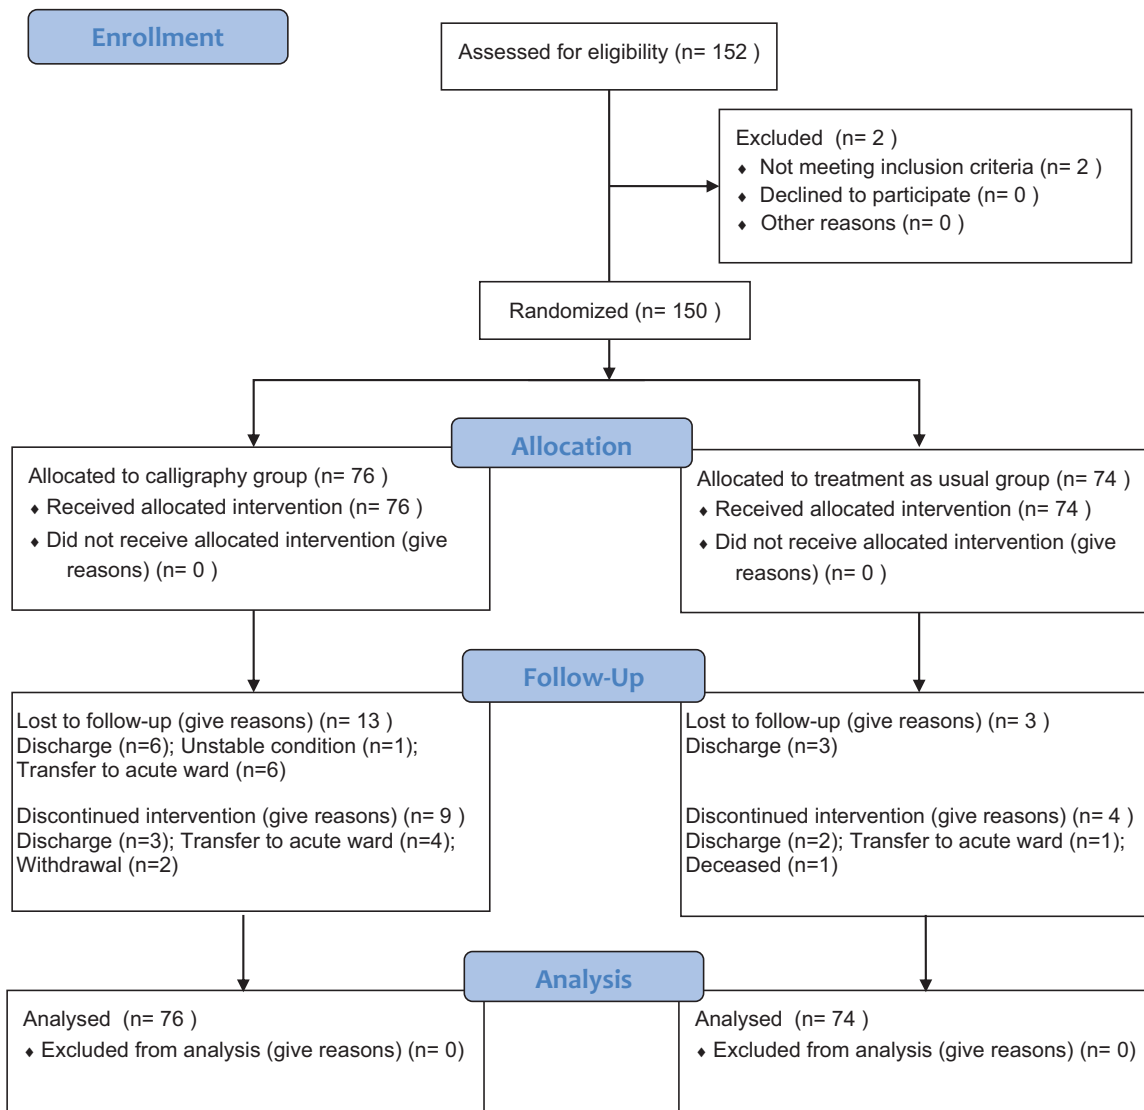 Enrollment
Assessed for eligibility (n= 152 )
Excluded (n= 2 )
♦ Not meeting inclusion criteria (n= 2 )
♦ Declined to participate (n= 0 )
♦ Other reasons (n= 0 )
Randomized (n= 150 )
Allocation
Allocated to calligraphy group (n= 76 )
♦ Received allocated intervention (n= 76 )
♦ Did not receive allocated intervention (give
reasons) (n= 0 )
Allocated to treatment as usual group (n= 74 )
♦ Received allocated intervention (n= 74 )
♦ Did not receive allocated intervention (give
reasons) (n= 0 )
Follow-Up
Lost to follow-up (give reasons) (n= 13 )
Discharge (n=6); Unstable condition (n=1);
Transfer to acute ward (n=6)
Discontinued intervention (give reasons) (n= 9 )
Discharge (n=3); Transfer to acute ward (n=4);
Withdrawal (n=2)
Lost to follow-up (give reasons) (n= 3 )
Discharge (n=3)
Discontinued intervention (give reasons) (n= 4 )
Discharge (n=2); Transfer to acute ward (n=1);
Deceased (n=1)
Analysis
Analysed (n= 76 )
♦ Excluded from analysis (give reasons) (n= 0)
Analysed (n= 74 )
♦ Excluded from analysis (give reasons) (n= 0)